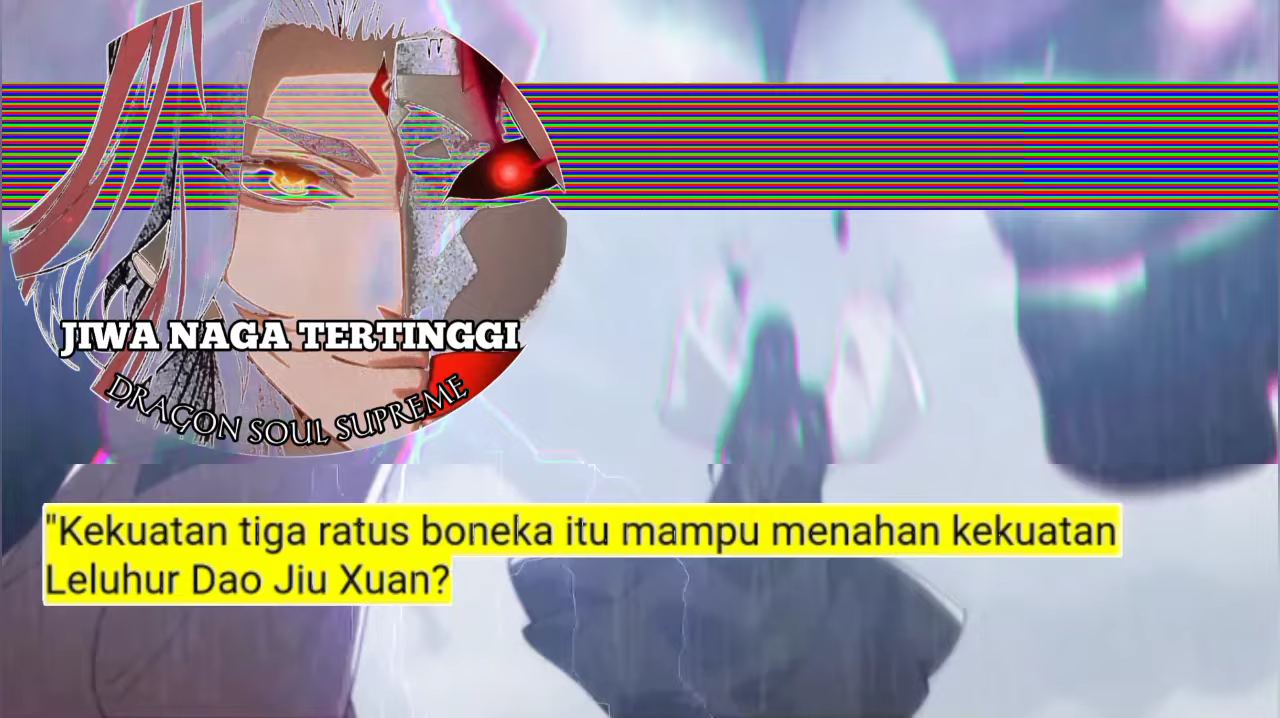 JIWA NAGA TERTINGGI
DRAGON SOUL SUPREME
"Kekuatan tiga ratus boneka itu mampu menahan kekuatan
Leluhur Dao Jiu Xuan?